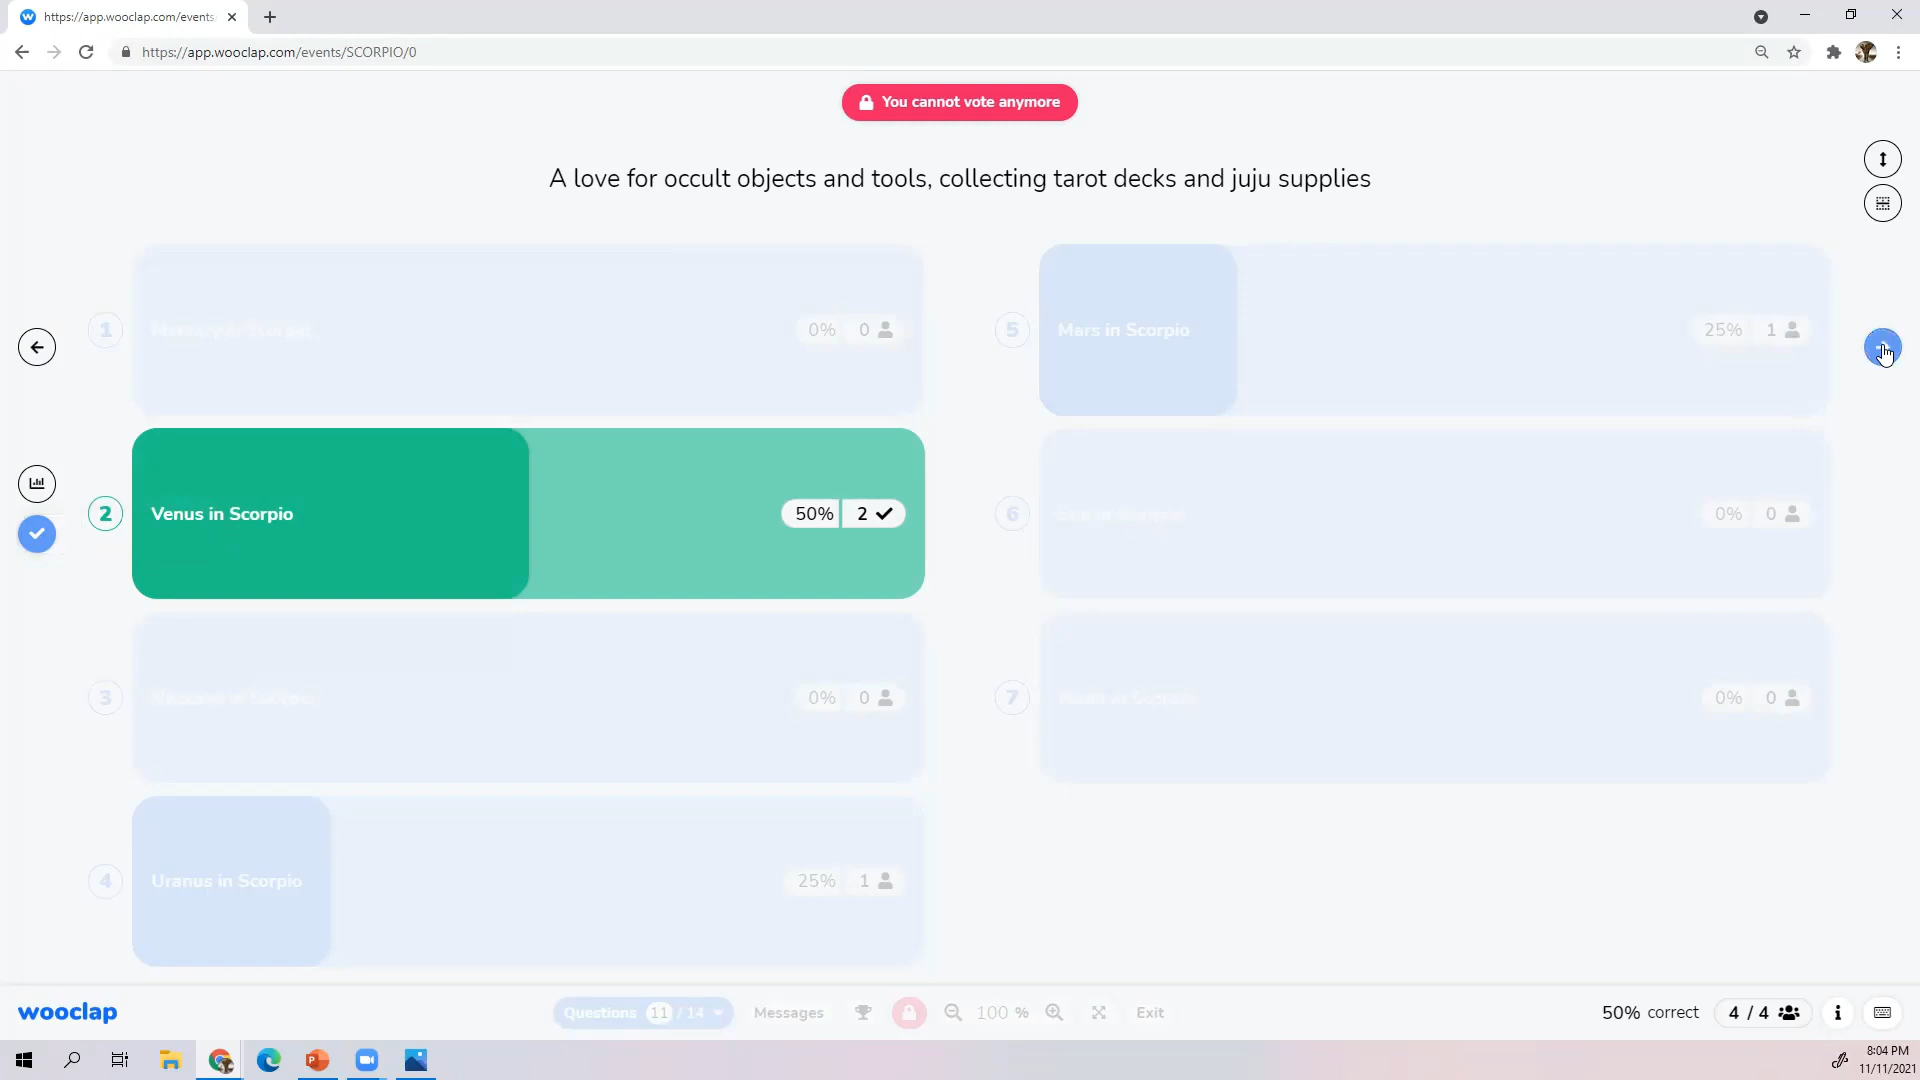 https://app.wooclap.com/events
https://app.wooclap.com/events/SCORPIO/0
You cannot vote anymore
A love for occult objects and tools, collecting tarot decks and juju supplies
1
0% 0
2
Venus in Scorpio
50% 2
3
0% 0
4
Uranus in Scorpio
25% 1
5
Mars in Scorpio
25% 1
6
0% 0
7
0% 0
wooclap
Questions 11 / 14
Messages
100 %
Exit
50% correct
4 / 4
8:04 PM
11/11/2021